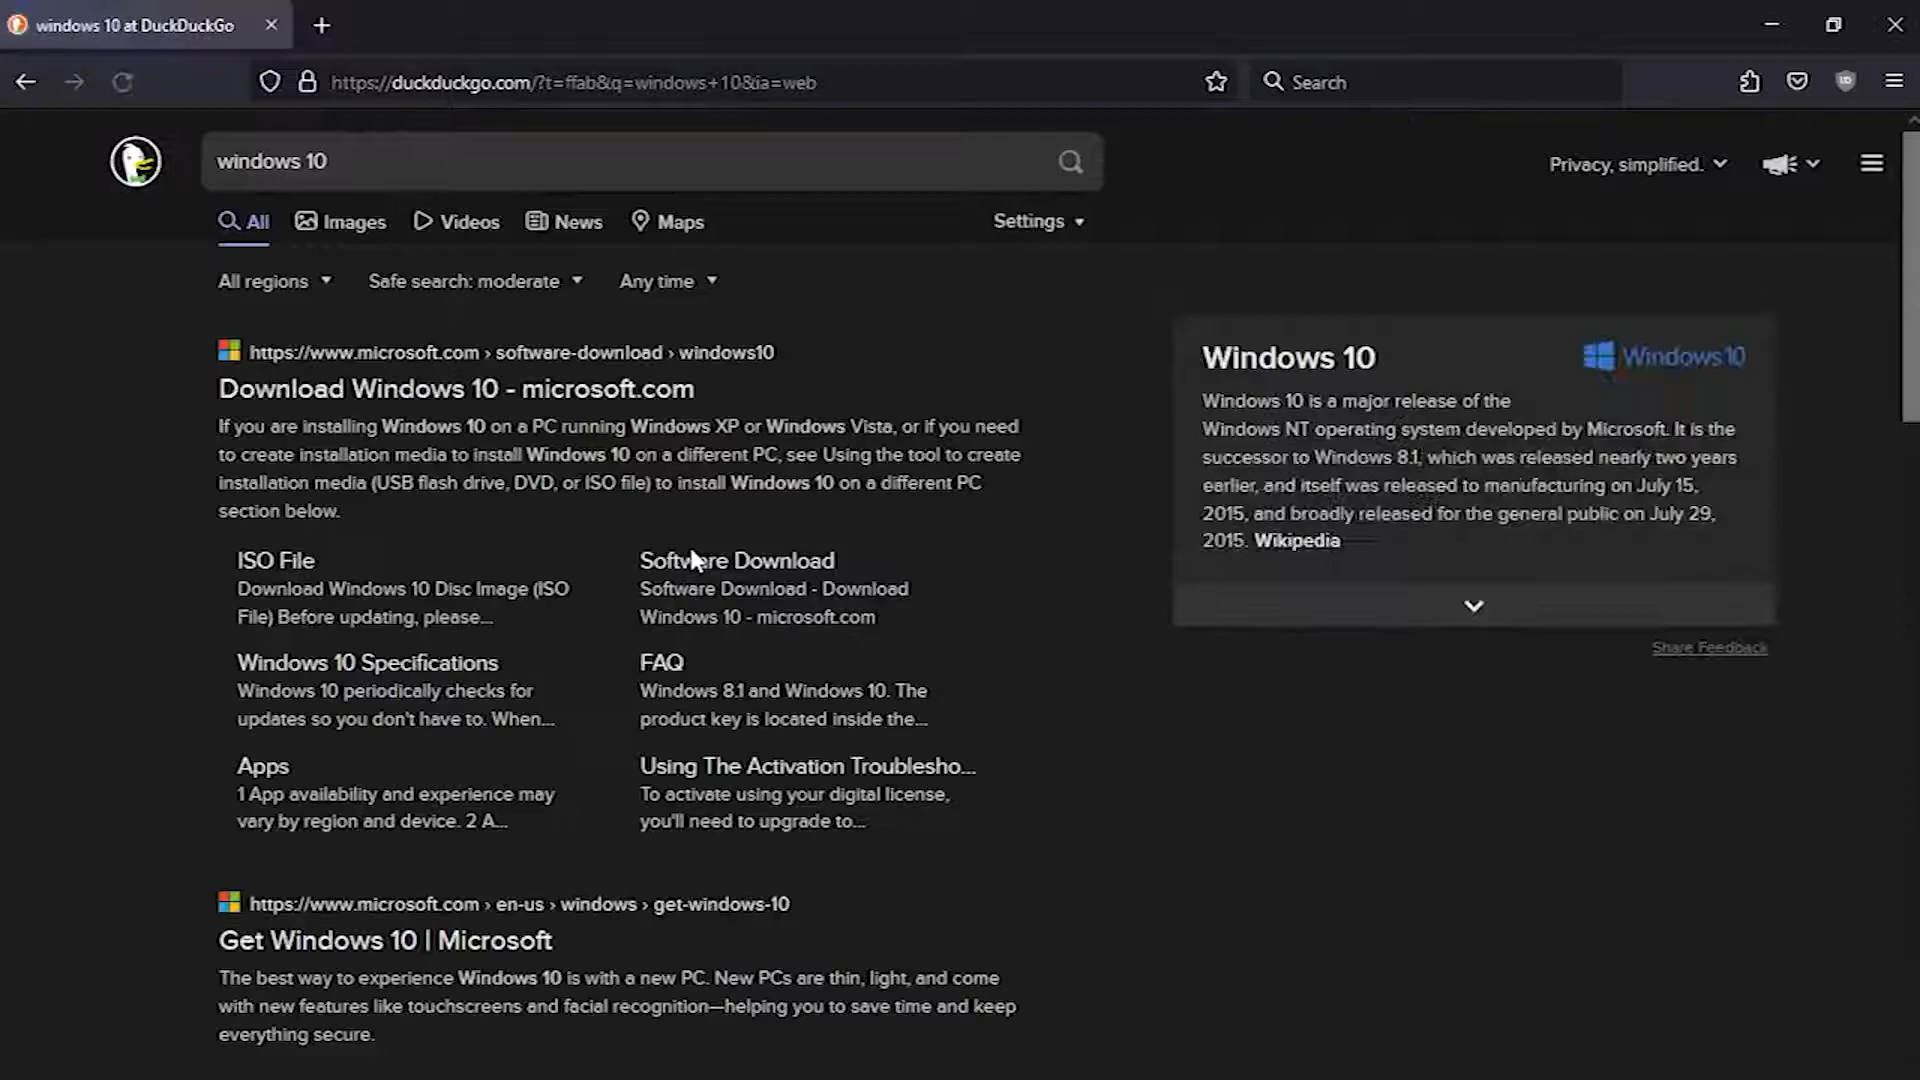 windows 10 at DuckDuckGo
https://duckduckgo.com/?t=ffab&q=windows+10&ia=web
Search
windows 10
Privacy, simplified.
All
Images
Videos
News
Maps
Settings
All regions
Safe search: moderate
Any time
https://www.microsoft.com › software-download › windows10
Download Windows 10 - microsoft.com
If you are installing Windows 10 on a PC running Windows XP or Windows Vista, or if you need
to create installation media to install Windows 10 on a different PC, see Using the tool to create
installation media (USB flash drive, DVD, or ISO file) to install Windows 10 on a different PC
section below.
ISO File
Download Windows 10 Disc Image (ISO
File) Before updating, please...
Software Download
Software Download - Download
Windows 10 - microsoft.com
Windows 10 Specifications
Windows 10 periodically checks for
updates so you don't have to. When...
FAQ
Windows 8.1 and Windows 10. The
product key is located inside the...
Apps
1 App availability and experience may
vary by region and device. 2 A...
Using The Activation Troublesho...
To activate using your digital license,
you'll need to upgrade to...
https://www.microsoft.com › en-us › windows › get-windows-10
Get Windows 10 | Microsoft
The best way to experience Windows 10 is with a new PC. New PCs are thin, light, and come
with new features like touchscreens and facial recognition—helping you to save time and keep
everything secure.
Windows 10
Windows10
Windows 10 is a major release of the
Windows NT operating system developed by Microsoft. It is the
successor to Windows 8.1, which was released nearly two years
earlier, and itself was released to manufacturing on July 15,
2015, and broadly released for the general public on July 29,
2015. Wikipedia
Share Feedback